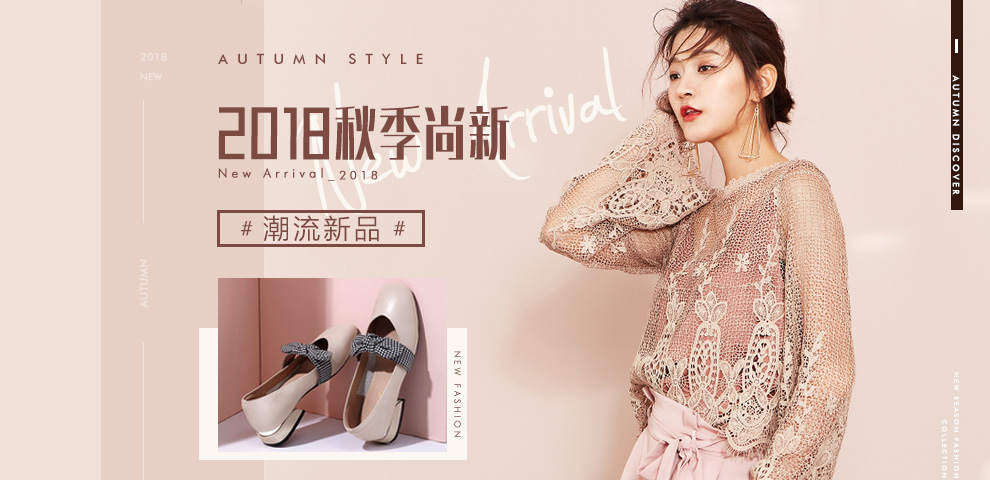 2018
NEW
AUTUMN
AUTUMN STYLE
New Arrival
2018秋季尚新
New Arrival_2018
# 潮流新品 #
NEW FASHION
AUTUMN DISCOVER
NEW SEASON FASHION
COLLECTION